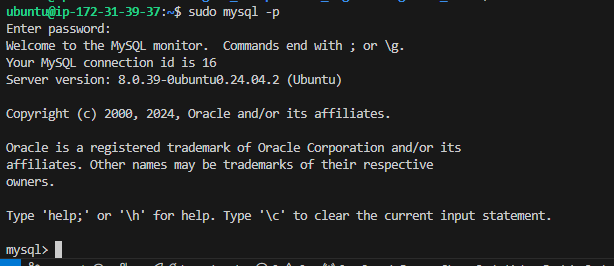 ubuntu@ip-172-31-39-37:~$ sudo mysql -p
Enter password:
Welcome to the MySQL monitor.  Commands end with ; or \g.
Your MySQL connection id is 16
Server version: 8.0.39-0ubuntu0.24.04.2 (Ubuntu)

Copyright (c) 2000, 2024, Oracle and/or its affiliates.

Oracle is a registered trademark of Oracle Corporation and/or its
affiliates. Other names may be trademarks of their respective
owners.

Type 'help;' or '\h' for help. Type '\c' to clear the current input statement.

mysql>